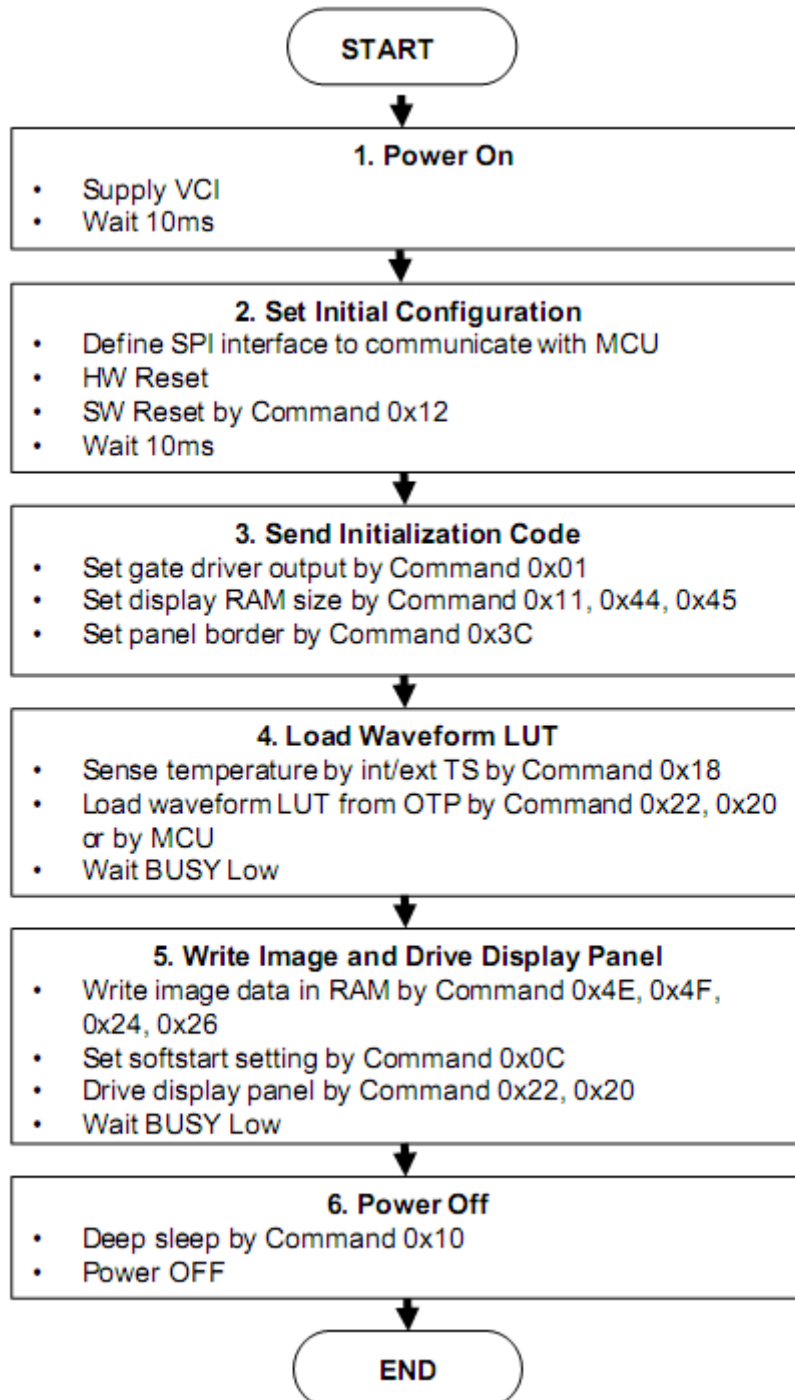 START
1. Power On
• Supply VCI
• Wait 10ms
2. Set Initial Configuration
• Define SPI interface to communicate with MCU
• HW Reset
• SW Reset by Command 0x12
• Wait 10ms
3. Send Initialization Code
• Set gate driver output by Command 0x01
• Set display RAM size by Command 0x11, 0x44, 0x45
• Set panel border by Command 0x3C
4. Load Waveform LUT
• Sense temperature by int/ext TS by Command 0x18
• Load waveform LUT from OTP by Command 0x22, 0x20
or by MCU
• Wait BUSY Low
5. Write Image and Drive Display Panel
• Write image data in RAM by Command 0x4E, 0x4F,
0x24, 0x26
• Set softstart setting by Command 0x0C
• Drive display panel by Command 0x22, 0x20
• Wait BUSY Low
6. Power Off
• Deep sleep by Command 0x10
• Power OFF
END